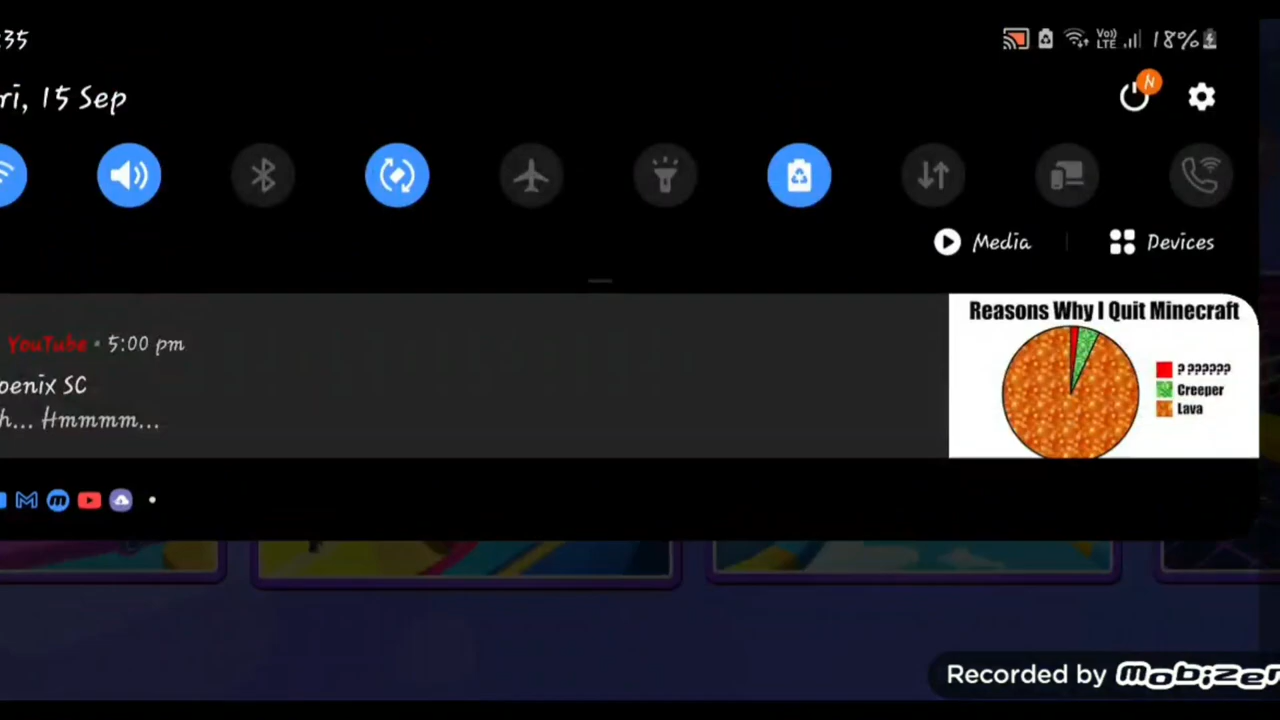 :35
18%
ri, 15 Sep
N
Media
Devices
YouTube • 5:00 pm
oenix SC
h... Hmmmm...
Reasons Why I Quit Minecraft
? ??????
Creeper
Lava
Recorded by mobizen